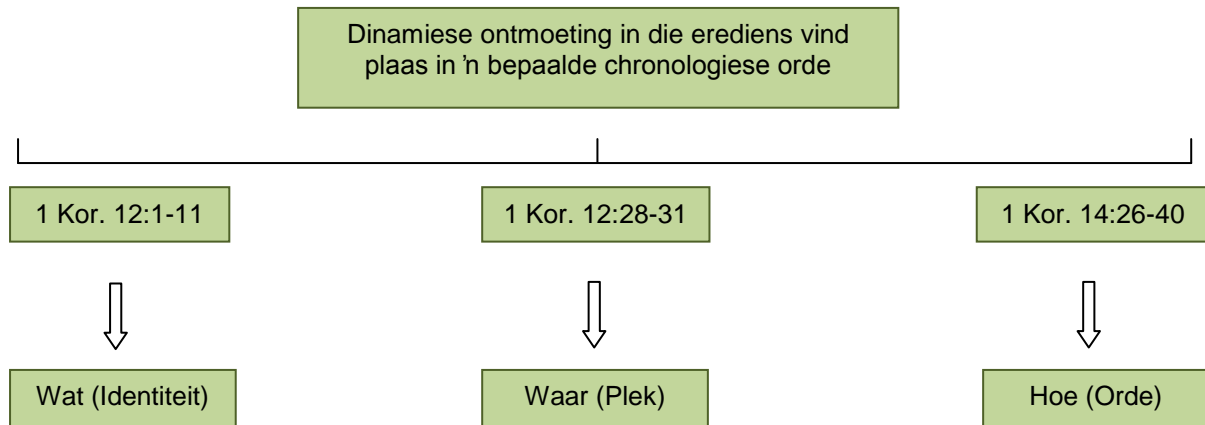 Dinamiese ontmoeting in die erediens vind
plaas in 'n bepaalde chronologiese orde
1 Kor. 12:1-11
1 Kor. 12:28-31
1 Kor. 14:26-40
Wat (Identiteit)
Waar (Plek)
Hoe (Orde)